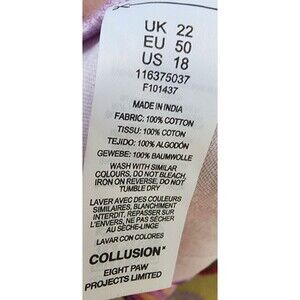 UK 22
EU 50
US 18
116375037
F101437
MADE IN INDIA
FABRIC: 100% COTTON
TISSU: 100% COTON
TEJIDO: 100% ALGODÓN
GEWEBE: 100% BAUMWOLLE
WASH WITH SIMILAR
COLOURS, DO NOT BLEACH,
IRON ON REVERSE, DO NOT
TUMBLE DRY
LAVER AVEC DES COULEURS
SIMILAIRES, BLANCHIMENT
INTERDIT, REPASSER SUR
L'ENVERS, NE PAS SÉCHER
AU SÈCHE-LINGE
LAVAR CON COLORES
COLLUSION
EIGHT PAW
PROJECTS LIMITED